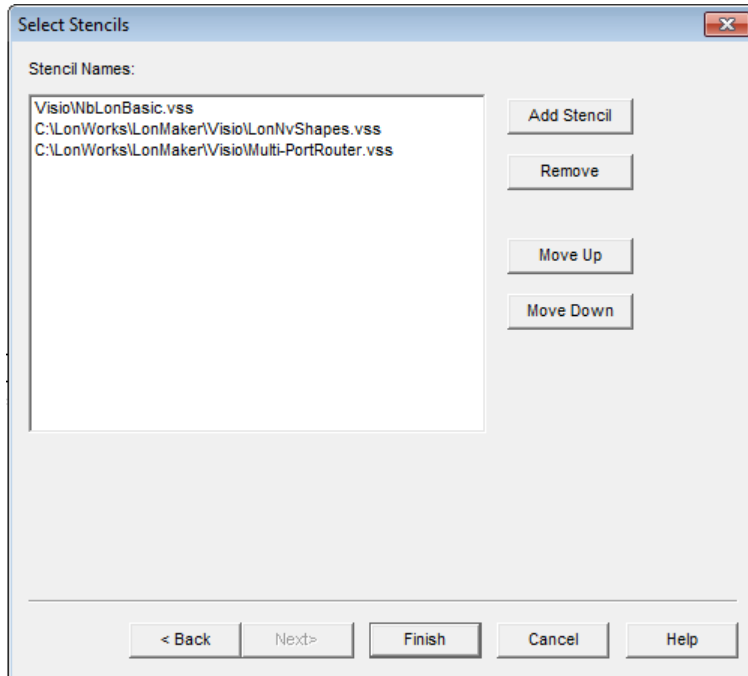 Select Stencils
Stencil Names:
Visio\NbLonBasic.vss
C:\LonWorks\LonMaker\Visio\LonNvShapes.vss
C:\LonWorks\LonMaker\Visio\Multi-PortRouter.vss
Add Stencil
Remove
Move Up
Move Down
< Back
Next>
Finish
Cancel
Help